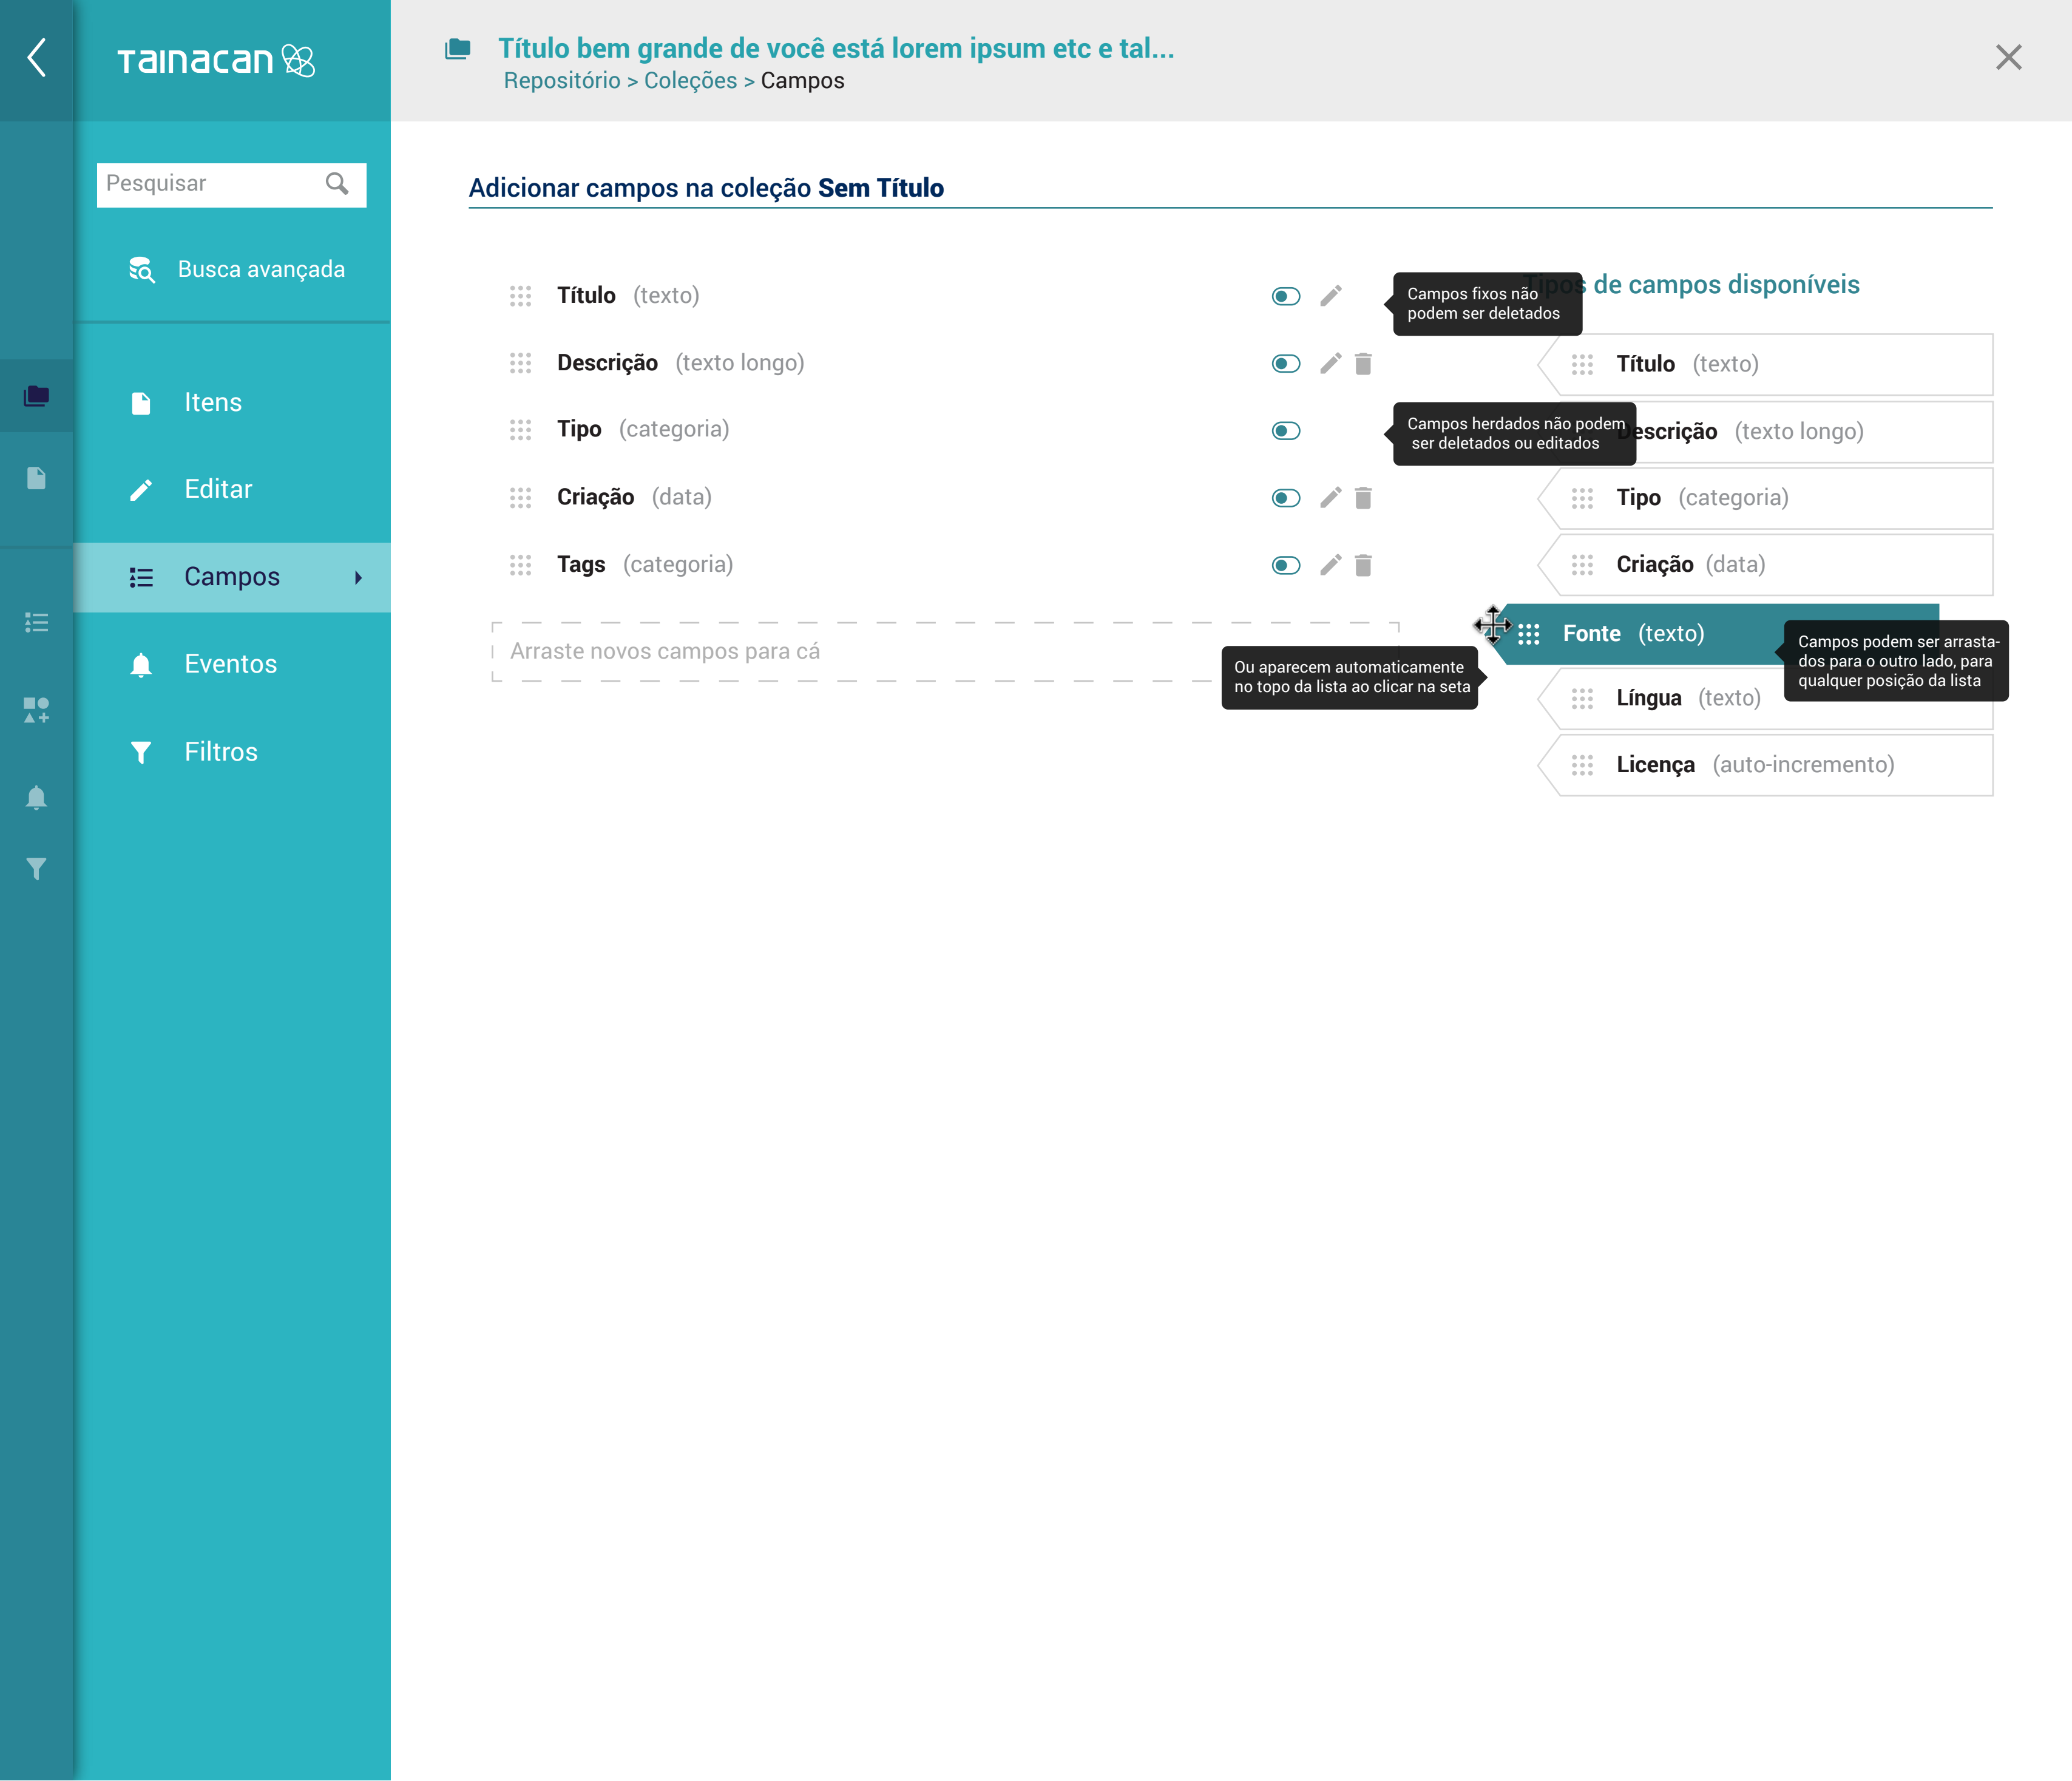 TAINACAN
Título bem grande de você está lorem ipsum etc e tal...
Repositório > Coleções > Campos
Pesquisar
Busca avançada
Itens
Editar
Campos
Eventos
Filtros
Adicionar campos na coleção Sem Título
Título (texto)
Descrição (texto longo)
Tipo (categoria)
Criação (data)
Tags (categoria)
Arraste novos campos para cá
Campos fixos não
podem ser deletados
Campos herdados não podem
ser deletados ou editados
Ou aparecem automaticamente
no topo da lista ao clicar na seta
Tipos de campos disponíveis
Título (texto)
Descrição (texto longo)
Tipo (categoria)
Criação (data)
Fonte (texto)
Campos podem ser arrasta-
dos para o outro lado, para
qualquer posição da lista
Língua (texto)
Licença (auto-incremento)